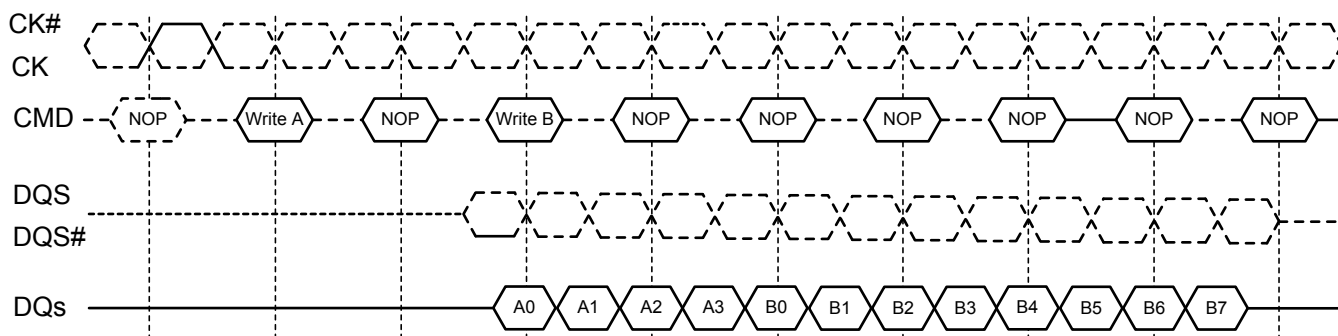 CK#
CK
CMD NOP Write A NOP Write B NOP NOP NOP NOP NOP NOP
DQS
DQS#
DQs A0 A1 A2 A3 B0 B1 B2 B3 B4 B5 B6 B7